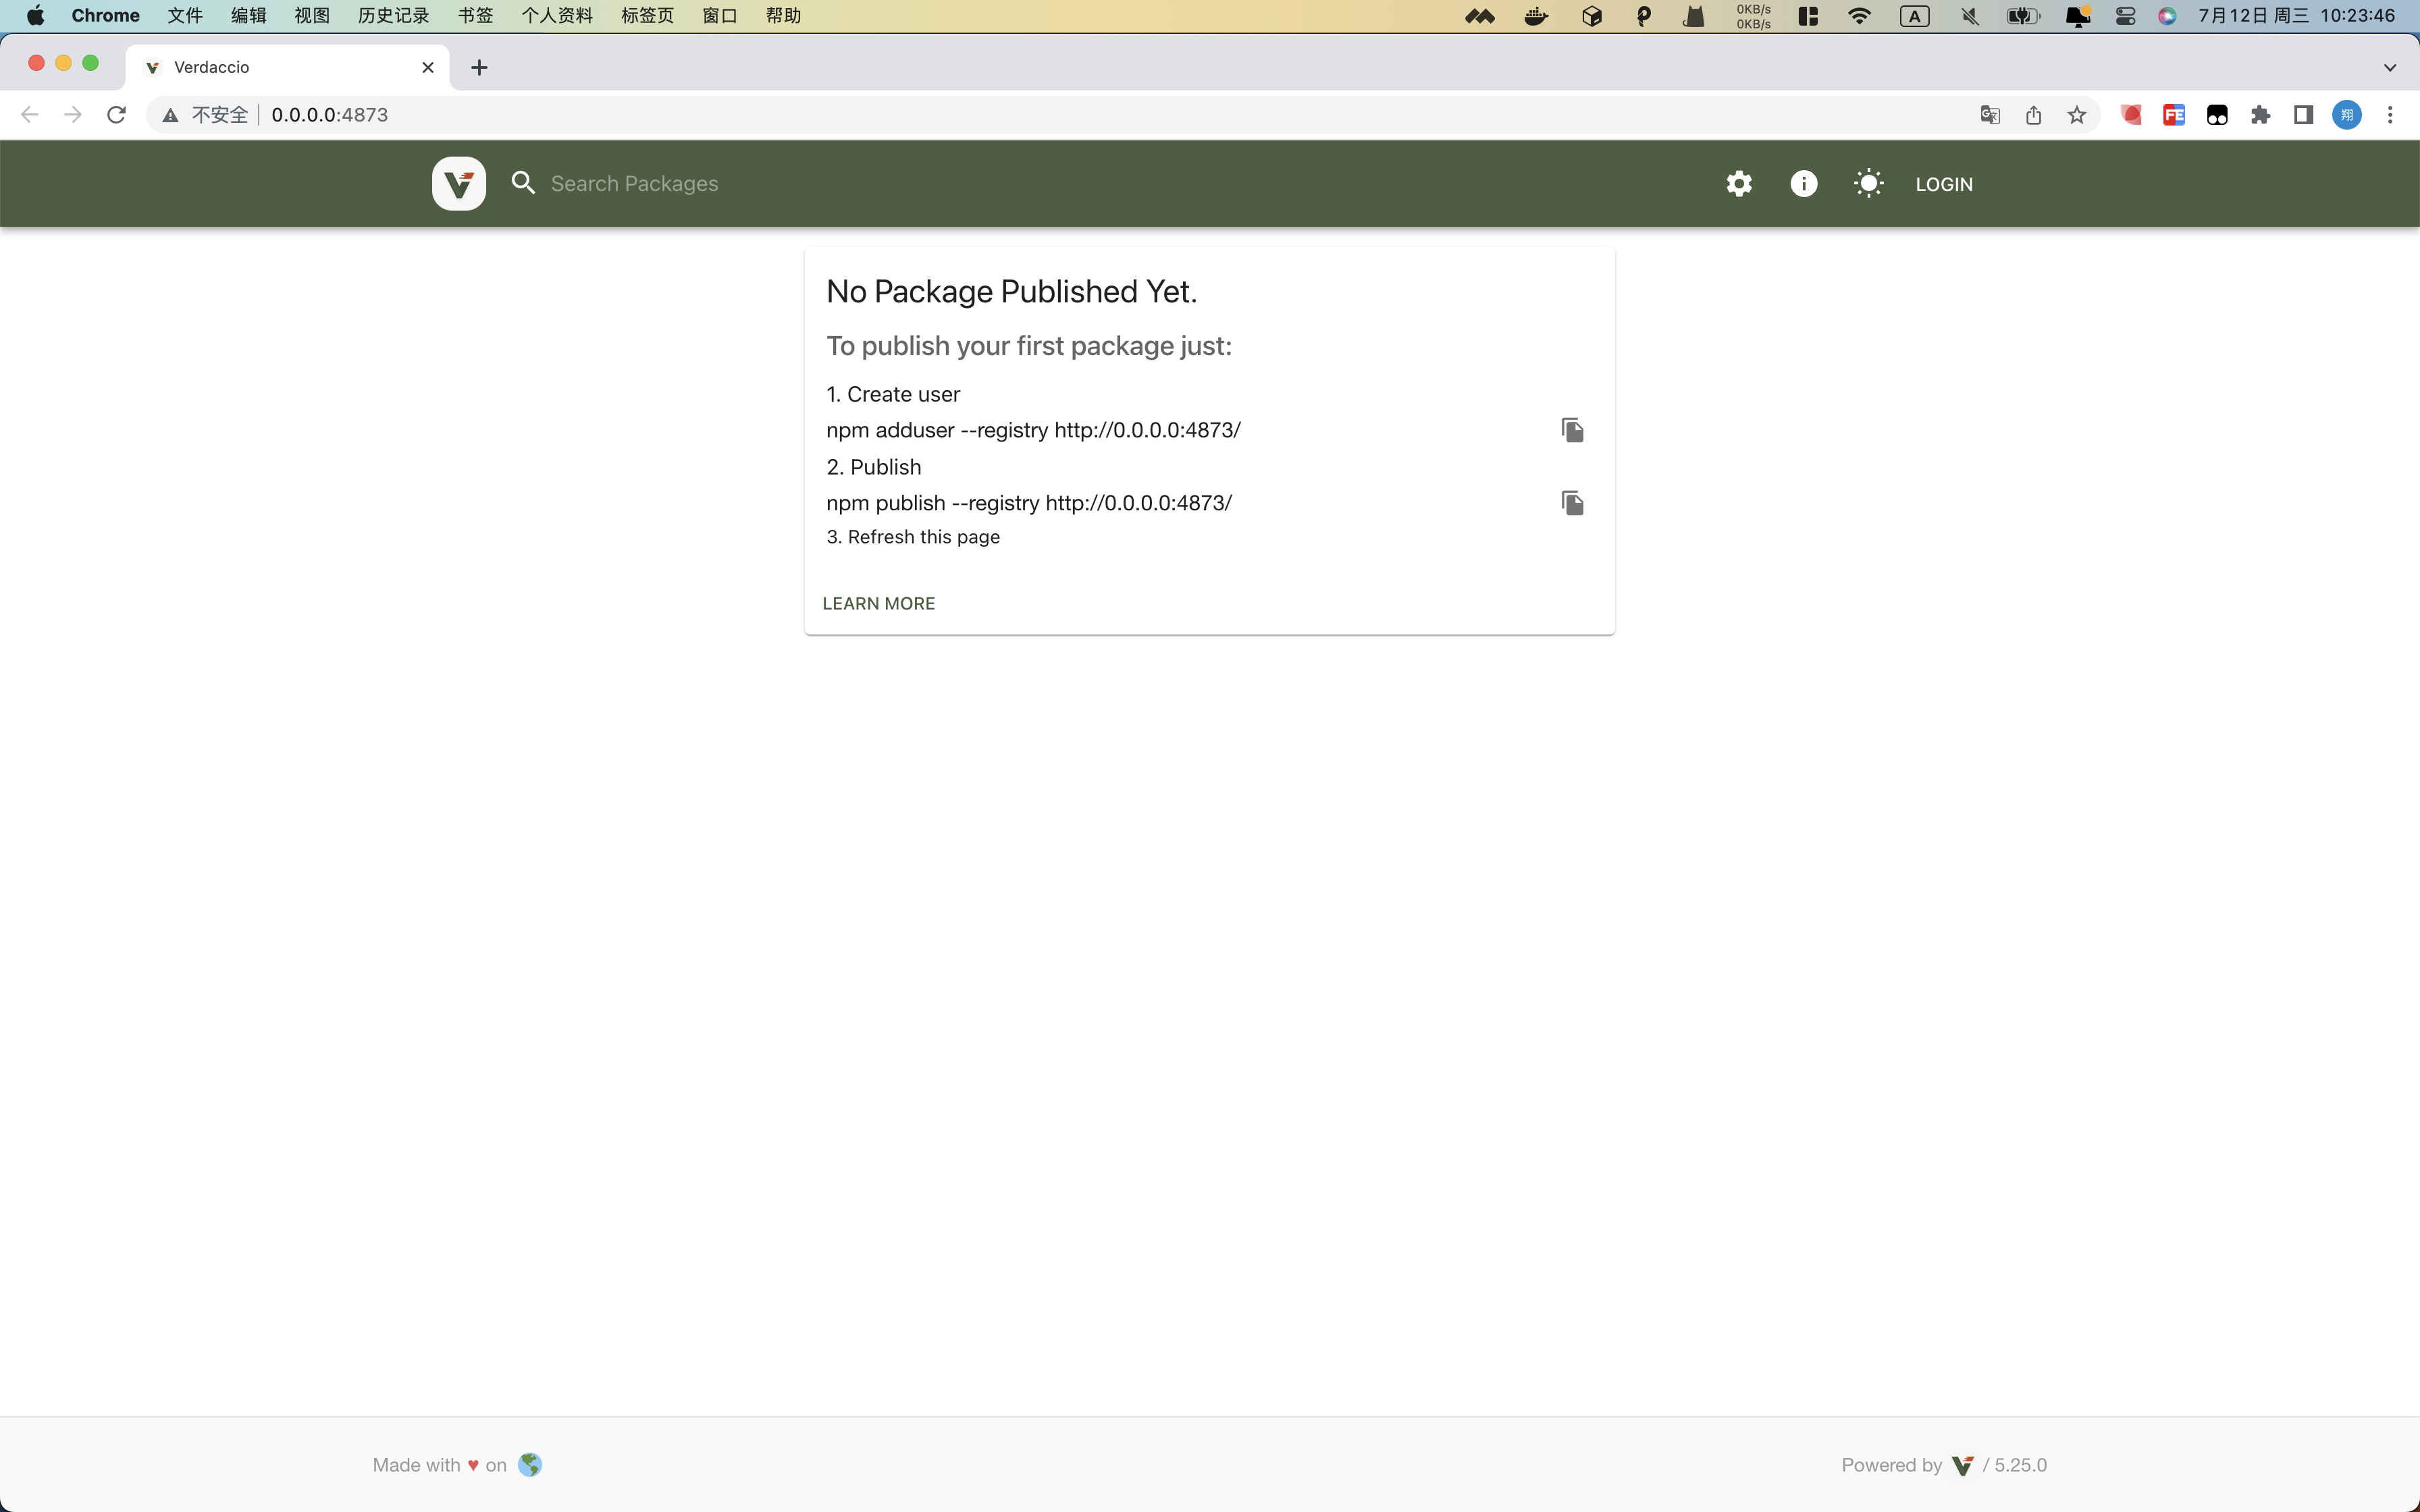 Chrome 文件 编辑 视图 历史记录 书签 个人资料 标签页 窗口 帮助 0KB/s 0KB/s A 7月12日 周三 10:23:46
Verdaccio
不安全 0.0.0.0:4873 FE 翔
Search Packages LOGIN
No Package Published Yet.
To publish your first package just:
1. Create user
npm adduser --registry http://0.0.0.0:4873/
2. Publish
npm publish --registry http://0.0.0.0:4873/
3. Refresh this page
LEARN MORE
Made with ♥ on
Powered by / 5.25.0